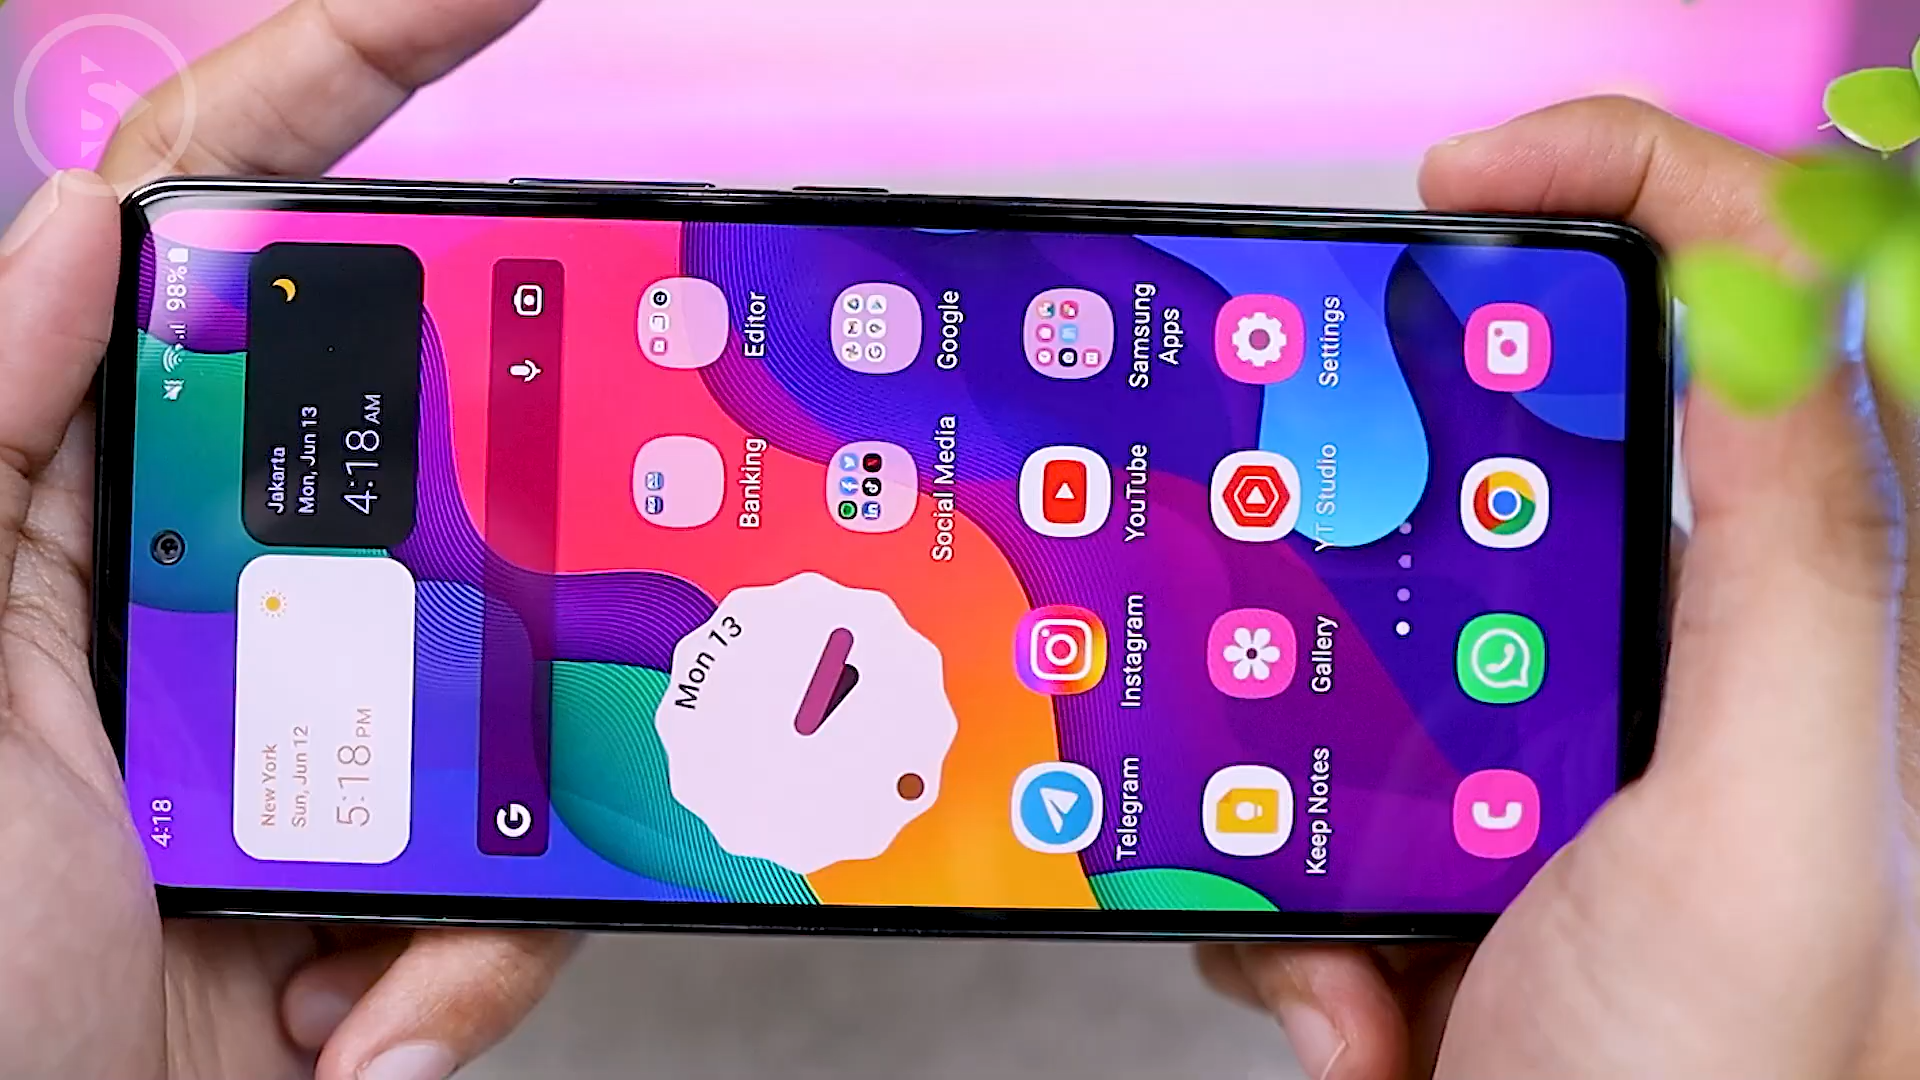 4:18
98%
New York
Sun, Jun 12
5:18 PM
Jakarta
Mon, Jun 13
4:18 AM
G
Mon 13
Banking
Editor
Social Media
Google
Telegram
Instagram
YouTube
Samsung
Apps
Keep Notes
Gallery
YT Studio
Settings
S